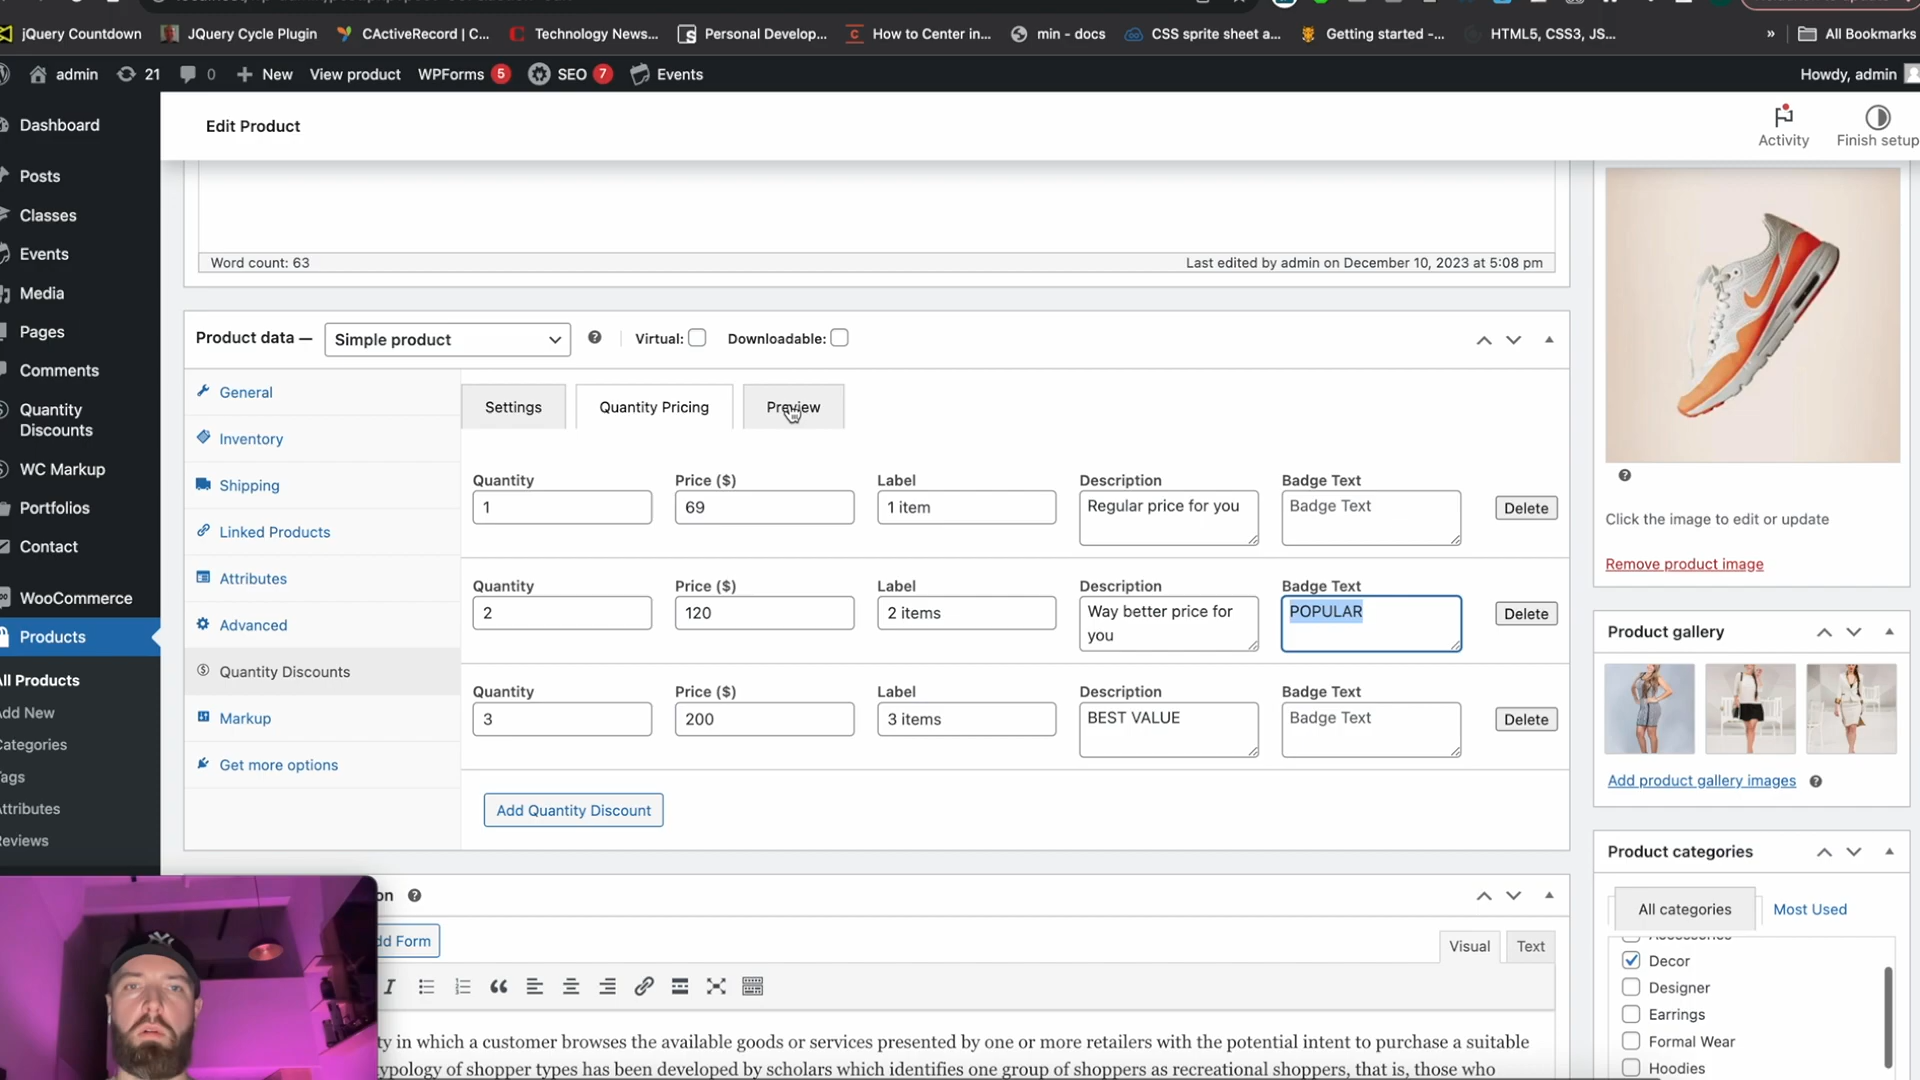 jQuery Countdown
JQuery Cycle Plugin
CActiveRecord | C...
Technology News...
Personal Develop...
How to Center in...
min - docs
CSS sprite sheet a...
Getting started -...
HTML5, CSS3, JS...
»
All Bookmarks
admin
21
0
New
View product
WPForms 5
SEO 7
Events
Howdy, admin
Dashboard
Posts
Classes
Events
Media
Pages
Comments
Quantity
Discounts
WC Markup
Portfolios
Contact
WooCommerce
Products
All Products
Add New
Categories
Tags
Attributes
Reviews
Edit Product
Activity
Finish setup
Word count: 63
Last edited by admin on December 10, 2023 at 5:08 pm
Product data —
Simple product
Virtual:
Downloadable:
General
Inventory
Shipping
Linked Products
Attributes
Advanced
Quantity Discounts
Markup
Get more options
Settings
Quantity Pricing
Preview
Quantity
Price ($)
Label
Description
Badge Text
1
69
1 item
Regular price for you
Badge Text
Delete
Quantity
Price ($)
Label
Description
Badge Text
2
120
2 items
Way better price for
you
POPULAR
Delete
Quantity
Price ($)
Label
Description
Badge Text
3
200
3 items
BEST VALUE
Badge Text
Delete
Add Quantity Discount
on
dd Form
Visual
Text
ty in which a customer browses the available goods or services presented by one or more retailers with the potential intent to purchase a suitable
typology of shopper types has been developed by scholars which identifies one group of shoppers as recreational shoppers, that is, those who
Click the image to edit or update
Remove product image
Product gallery
Add product gallery images
Product categories
All categories
Most Used
Decor
Designer
Earrings
Formal Wear
Hoodies